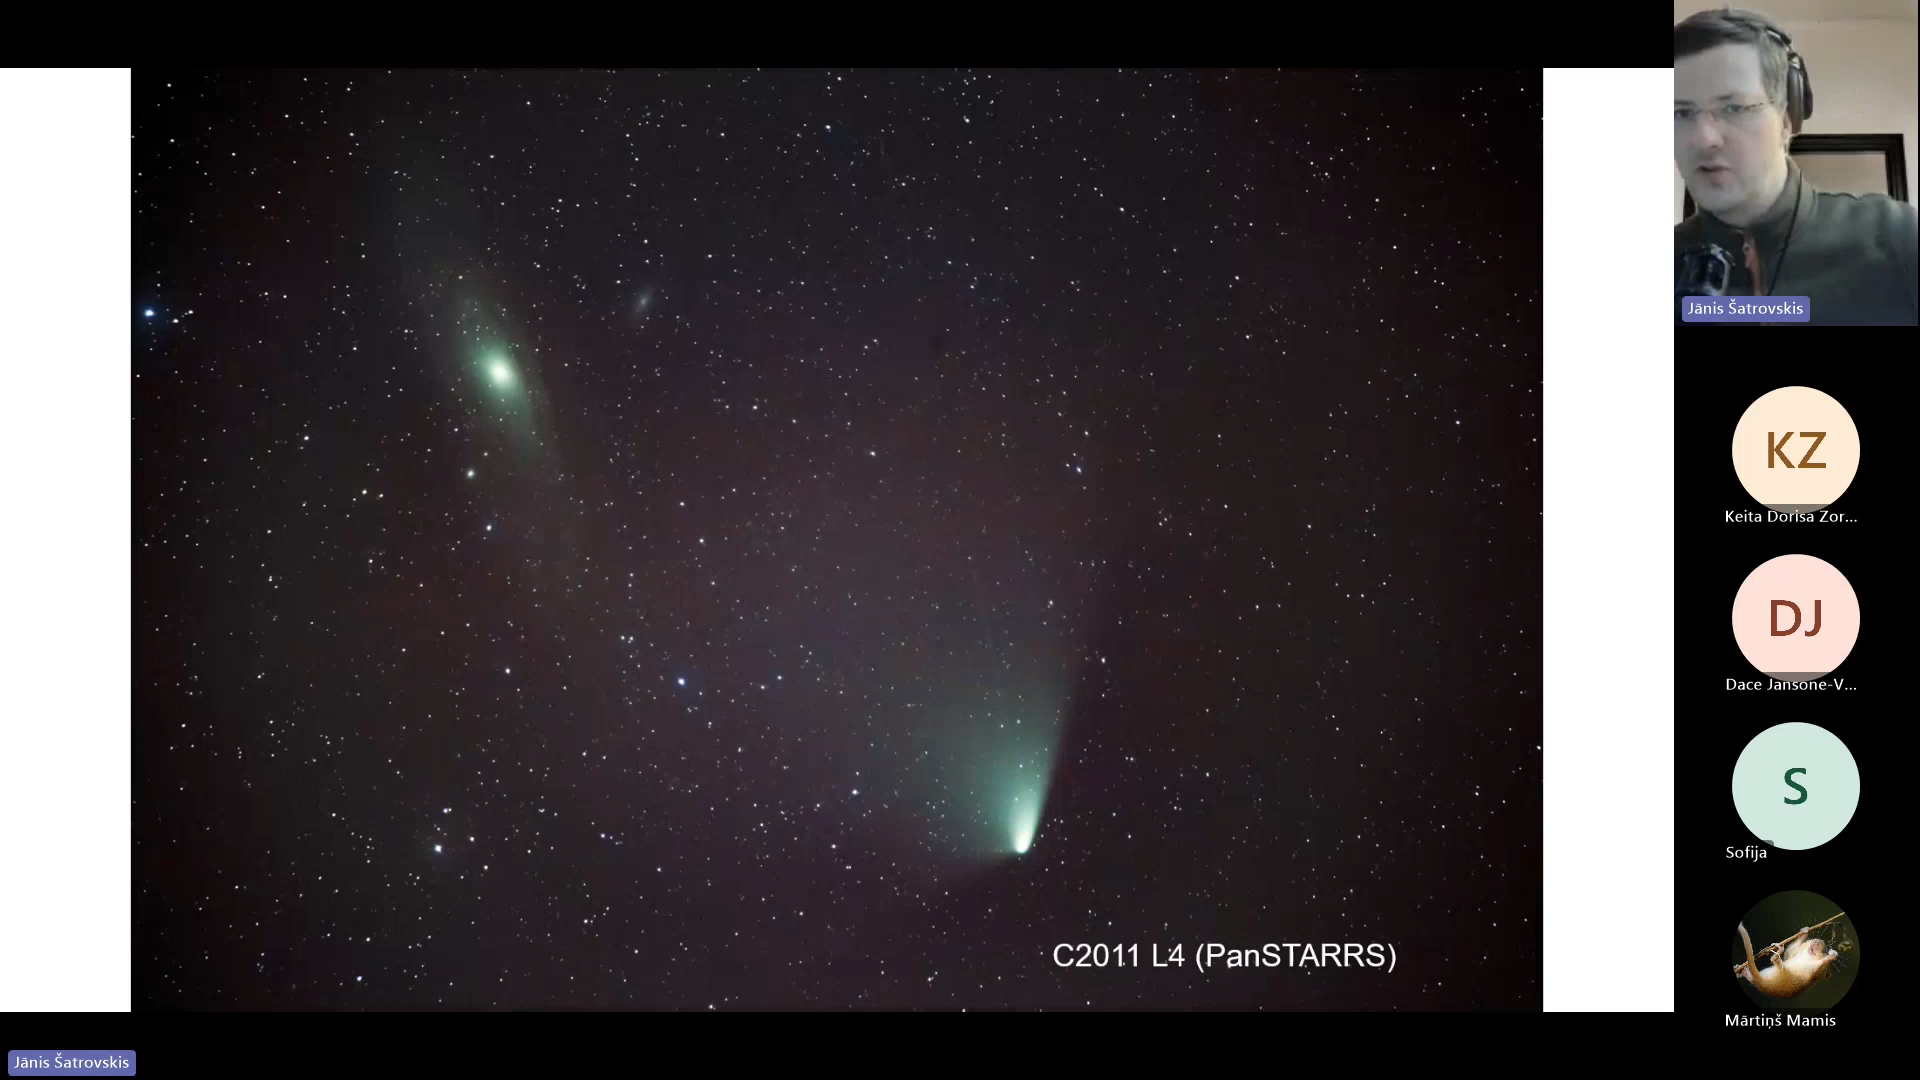 C2011 L4 (PanSTARRS)
Jānis Šatrovskis
KZ
Keita Dorisa Zor...
DJ
Dace Jansone-V...
S
Sofija
Mārtiņš Mamis
Jānis Šatrovskis